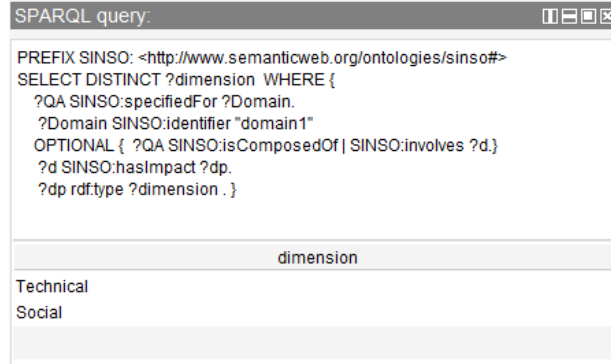 SPARQL query:
PREFIX SINSO: <http://www.semanticweb.org/ontologies/sinso#>
SELECT DISTINCT ?dimension WHERE {
?QA SINSO:specifiedFor ?Domain.
?Domain SINSO:identifier "domain1"
OPTIONAL { ?QA SINSO:isComposedOf | SINSO:involves ?d.}
?d SINSO:hasImpact ?dp.
?dp rdf:type ?dimension . }
dimension
Technical
Social